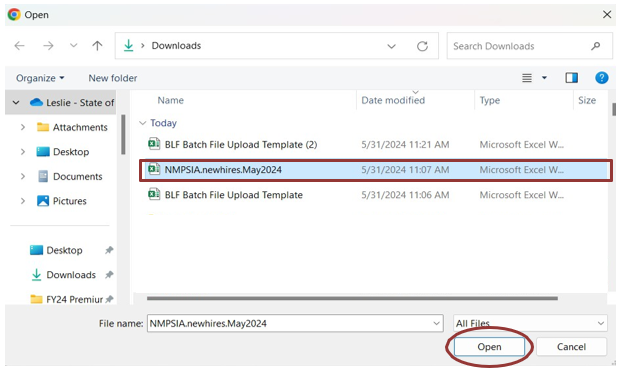 Open
Downloads
Search Downloads
Organize
New folder
Leslie - State of
Attachments
Desktop
Documents
Pictures
Desktop
Downloads
FY24 Premiur
Name Date modified Type Size
Today
BLF Batch File Upload Template (2) 5/31/2024 11:21 AM Microsoft Excel W...
NMPSIA.newhires.May2024 5/31/2024 11:07 AM Microsoft Excel W...
BLF Batch File Upload Template 5/31/2024 11:06 AM Microsoft Excel W...
File name: NMPSIA.newhires.May2024 All Files
Open Cancel